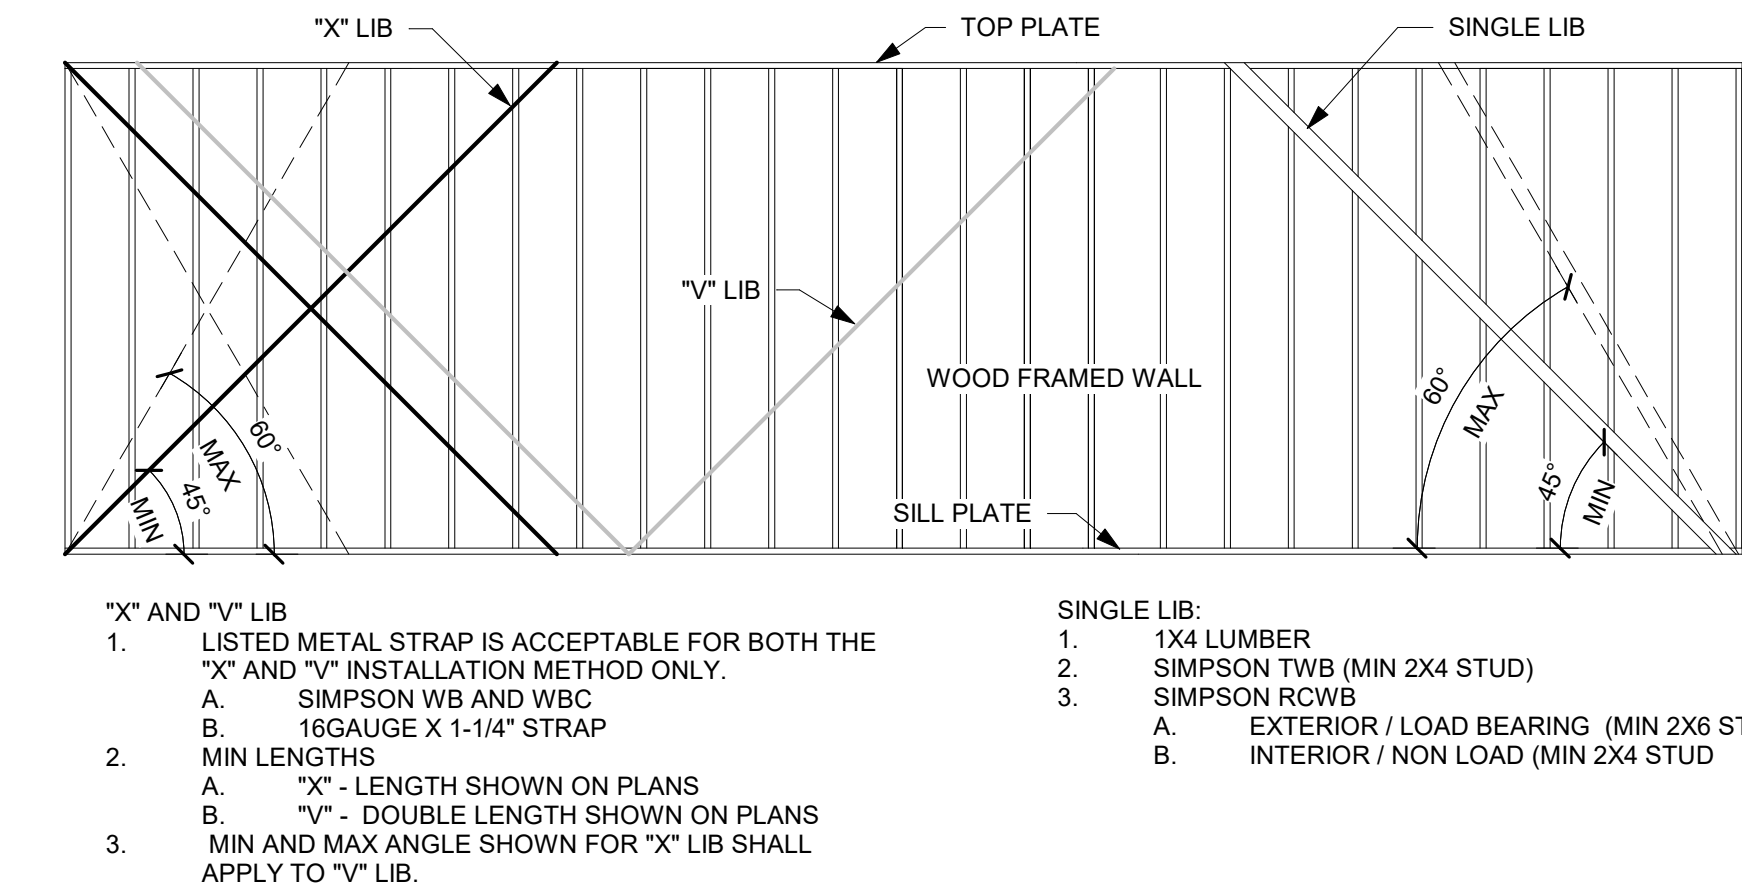 "X" LIB
TOP PLATE
SINGLE LIB
"V" LIB
WOOD FRAMED WALL
SILL PLATE
60°
MAX
45°
MIN
60°
MAX
45°
MIN
"X" AND "V" LIB
1. LISTED METAL STRAP IS ACCEPTABLE FOR BOTH THE
"X" AND "V" INSTALLATION METHOD ONLY.
A. SIMPSON WB AND WBC
B. 16GAUGE X 1-1/4" STRAP
2. MIN LENGTHS
A. "X" - LENGTH SHOWN ON PLANS
B. "V" - DOUBLE LENGTH SHOWN ON PLANS
3. MIN AND MAX ANGLE SHOWN FOR "X" LIB SHALL
APPLY TO "V" LIB.
SINGLE LIB:
1. 1X4 LUMBER
2. SIMPSON TWB (MIN 2X4 STUD)
3. SIMPSON RCWB
A. EXTERIOR / LOAD BEARING (MIN 2X6
B. INTERIOR / NON LOAD (MIN 2X4 STUD